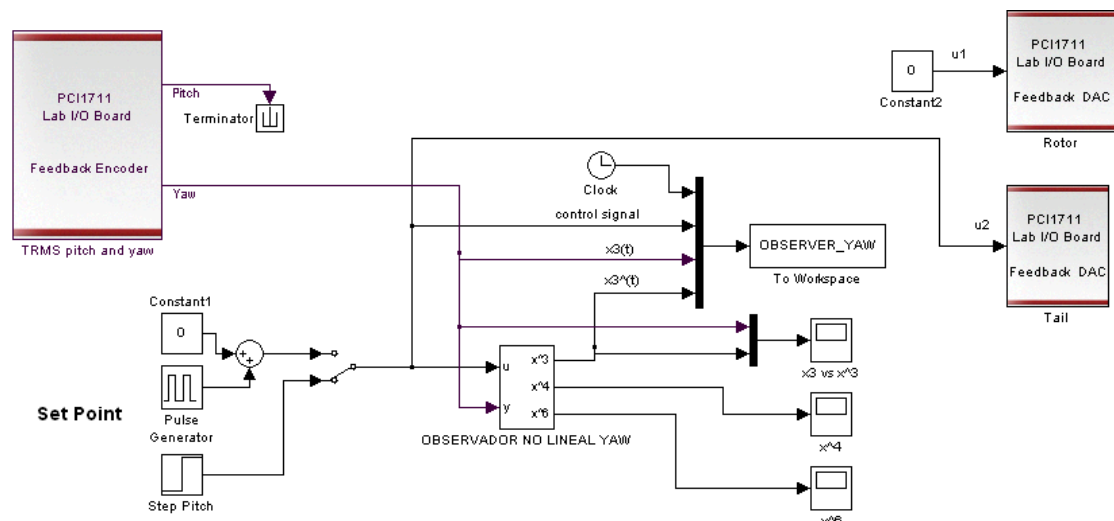 PCI1711
Lab I/O Board
Feedback Encoder
TRMS pitch and yaw
Pitch
Terminator
Yaw
0
Constant2
u1
PCI1711
Lab I/O Board
Feedback DAC
Rotor
Clock
control signal
x3(t)
x3^(t)
OBSERVER_YAW
To Workspace
u2
PCI1711
Lab I/O Board
Feedback DAC
Tail
Constant1
0
+
+
Pulse
Generator
Set Point
Step Pitch
u
y
x^3
x^4
x^6
OBSERVADOR NO LINEAL YAW
x3 vs x^3
x^4
x^6